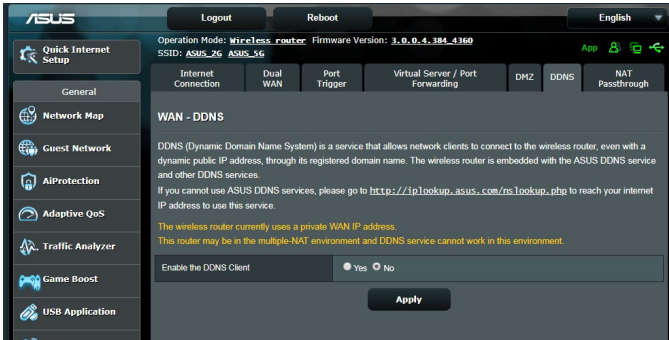 ASUS
Logout
Reboot
English
Quick Internet
Setup
General
Network Map
Guest Network
AiProtection
Adaptive QoS
Traffic Analyzer
Game Boost
USB Application
Operation Mode: Wireless router Firmware Version: 3.0.0.4.384_4360
SSID: ASUS_2G ASUS_5G
App
Internet
Connection
Dual
WAN
Port
Trigger
Virtual Server / Port
Forwarding
DMZ
DDNS
NAT
Passthrough
WAN - DDNS
DDNS (Dynamic Domain Name System) is a service that allows network clients to connect to the wireless router, even with a
dynamic public IP address, through its registered domain name. The wireless router is embedded with the ASUS DDNS service
and other DDNS services.
If you cannot use ASUS DDNS services, please go to http://iplookup.asus.com/nslookup.php to reach your internet
IP address to use this service.
The wireless router currently uses a private WAN IP
address.
This router may be in the multiple-NAT environment and DDNS service cannot work in this environment.
Enable the DDNS Client
Yes No
Apply